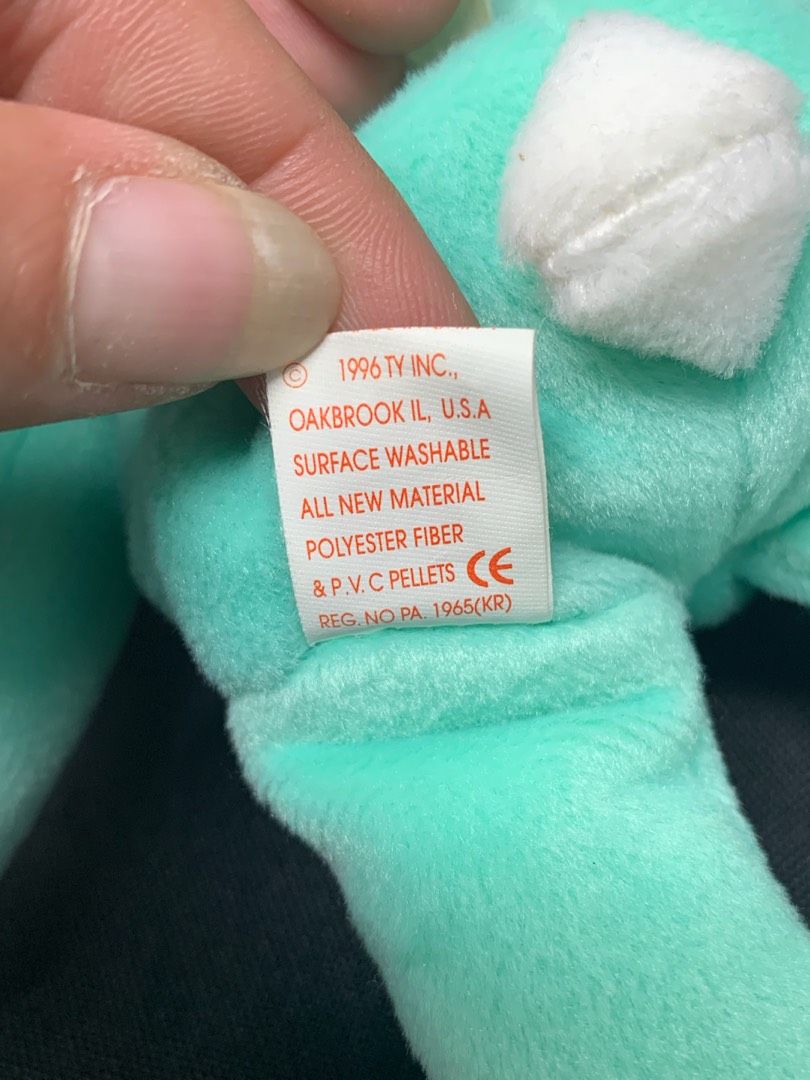 © 1996 TY INC.,
OAKBROOK IL, U.S.A
SURFACE WASHABLE
ALL NEW MATERIAL
POLYESTER FIBER
& P.V. C PELLETS CE
REG. NO PA. 1965(KR)